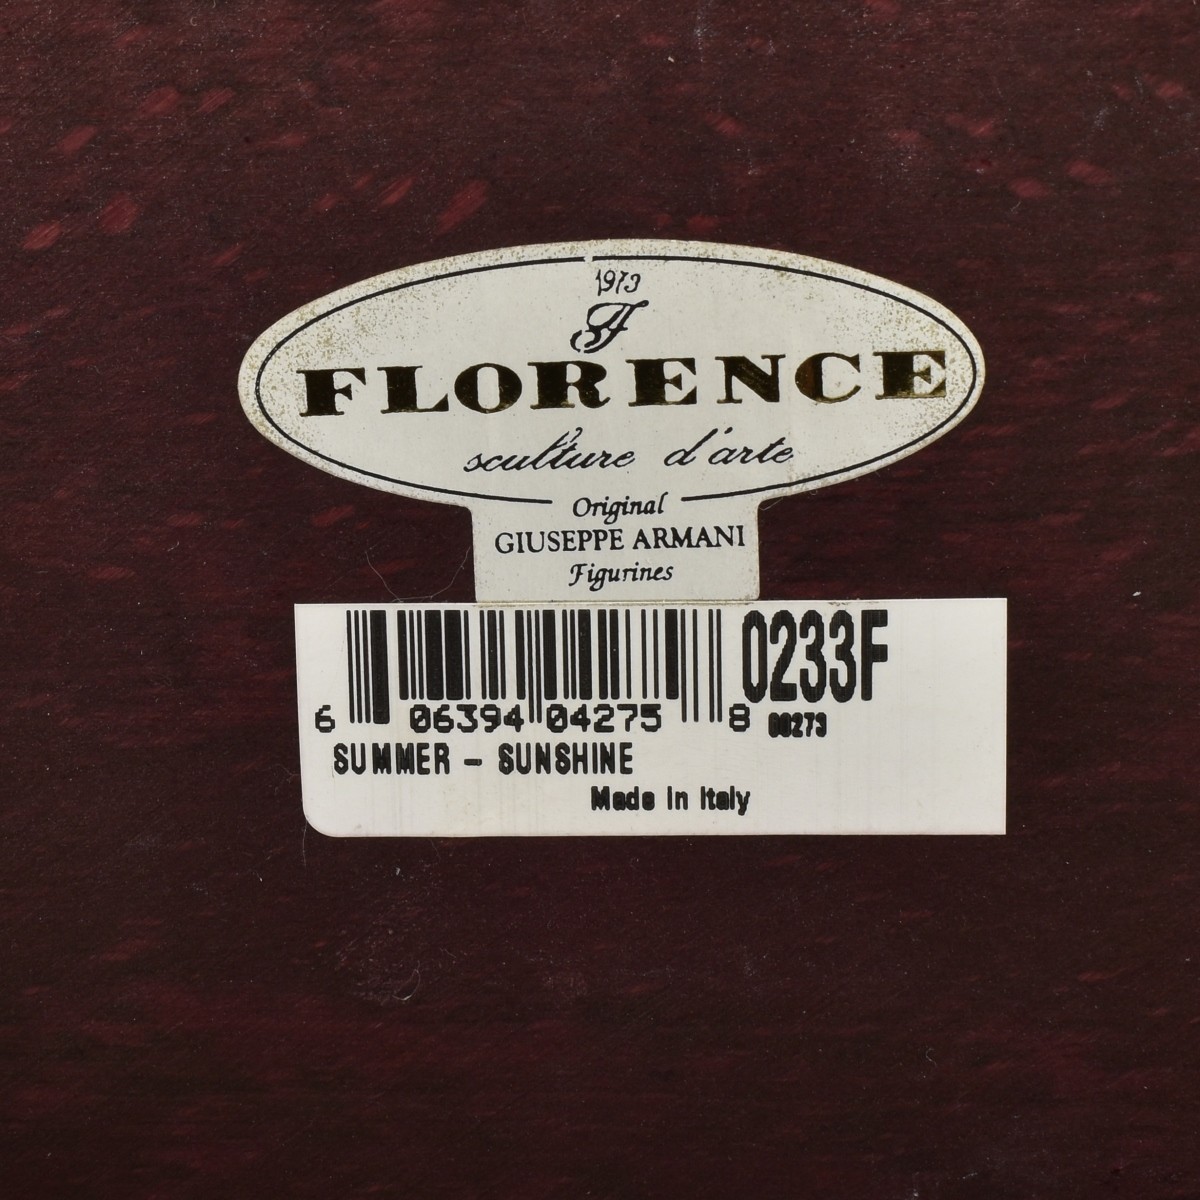 1973
F
FLORENCE
sculture d'arte
Original
GIUSEPPE ARMANI
Figurines
0233F
6 06394 04275 8 00273
SUMMER - SUNSHINE
Made in Italy